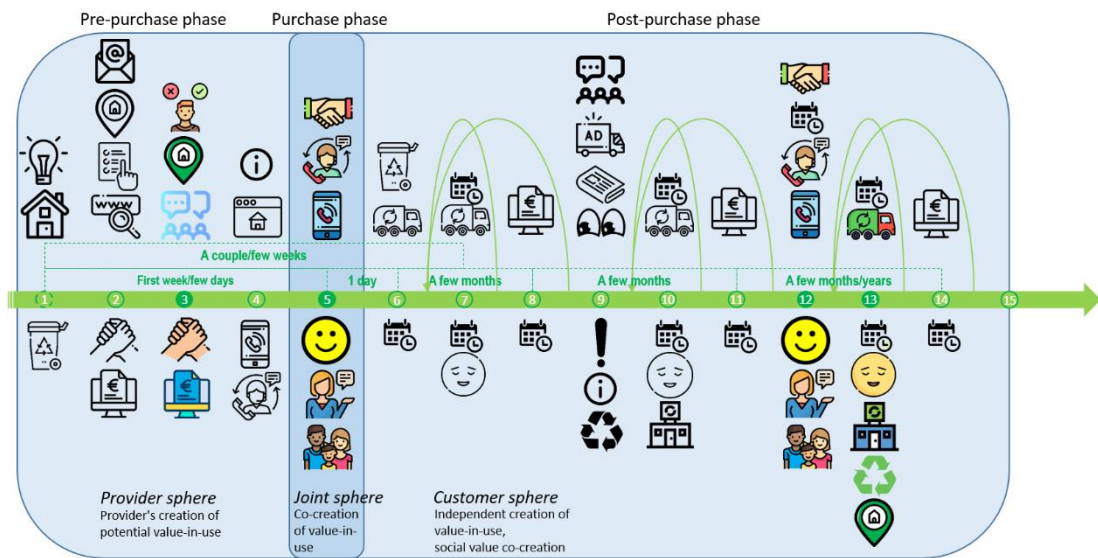 Pre-purchase phase
Purchase phase
Post-purchase phase
@
AD
WWW
€
€
€
A couple/few weeks
First week/few days
1 day
A few months
A few months
A few months/years
1
2
3
4
5
6
7
8
9
10
11
12
13
14
15
€
€
!
Provider sphere
Provider's creation of
potential value-in-use
Joint sphere
Co-creation
of value-in-
use
Customer sphere
Independent creation of
value-in-use,
social value co-creation